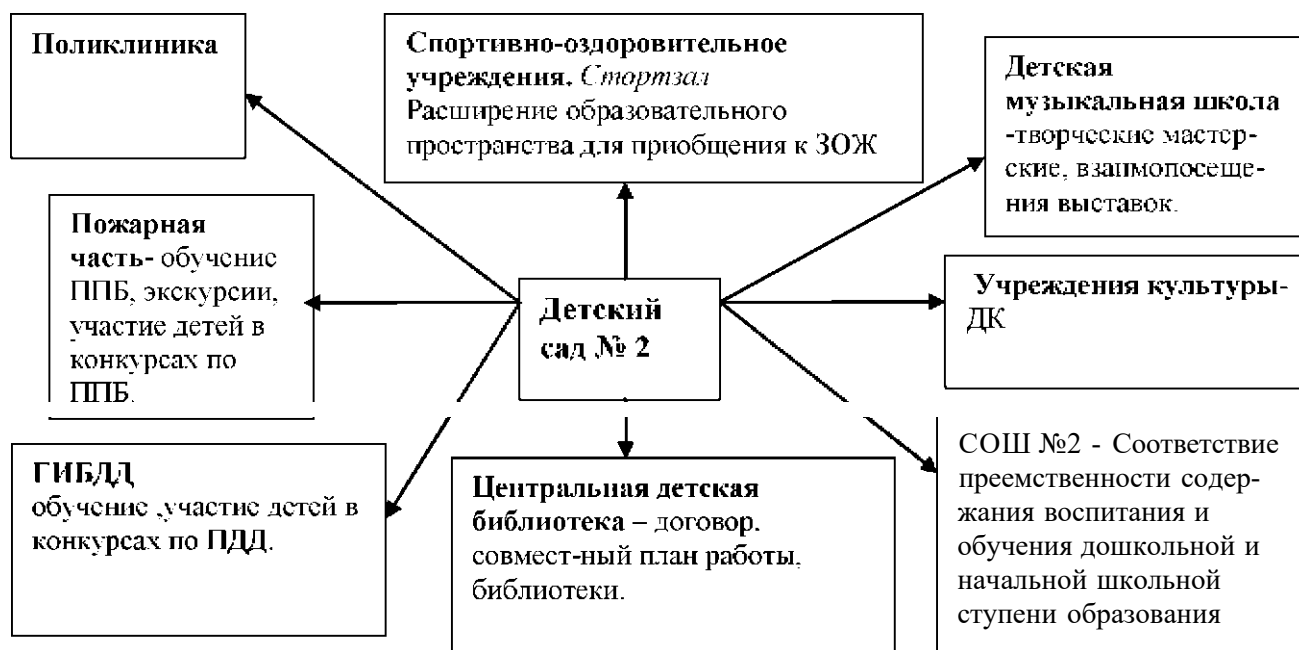 Поликлиника
Спортивно-оздоровительное
учреждения. Стортзал
Расширение образовательного
пространства для приобщения к ЗОЖ
Детская
музыкальная школа
-творческие мастер-
ские, взаимопосеще-
ния выставок.
Пожарная
часть- обучение
ППБ, экскурсии,
участие детей в
конкурсах по
ППБ.
Детский
сад № 2
Учреждения культуры-
ДК
ГИБДД
обучение ,участие детей в
конкурсах по ПДД.
Центральная детская
библиотека – договор,
совмест-ный план работы,
библиотеки.
СОШ №2 - Соответствие
преемственности содер-
жания воспитания и
обучения дошкольной и
начальной школьной
ступени образования